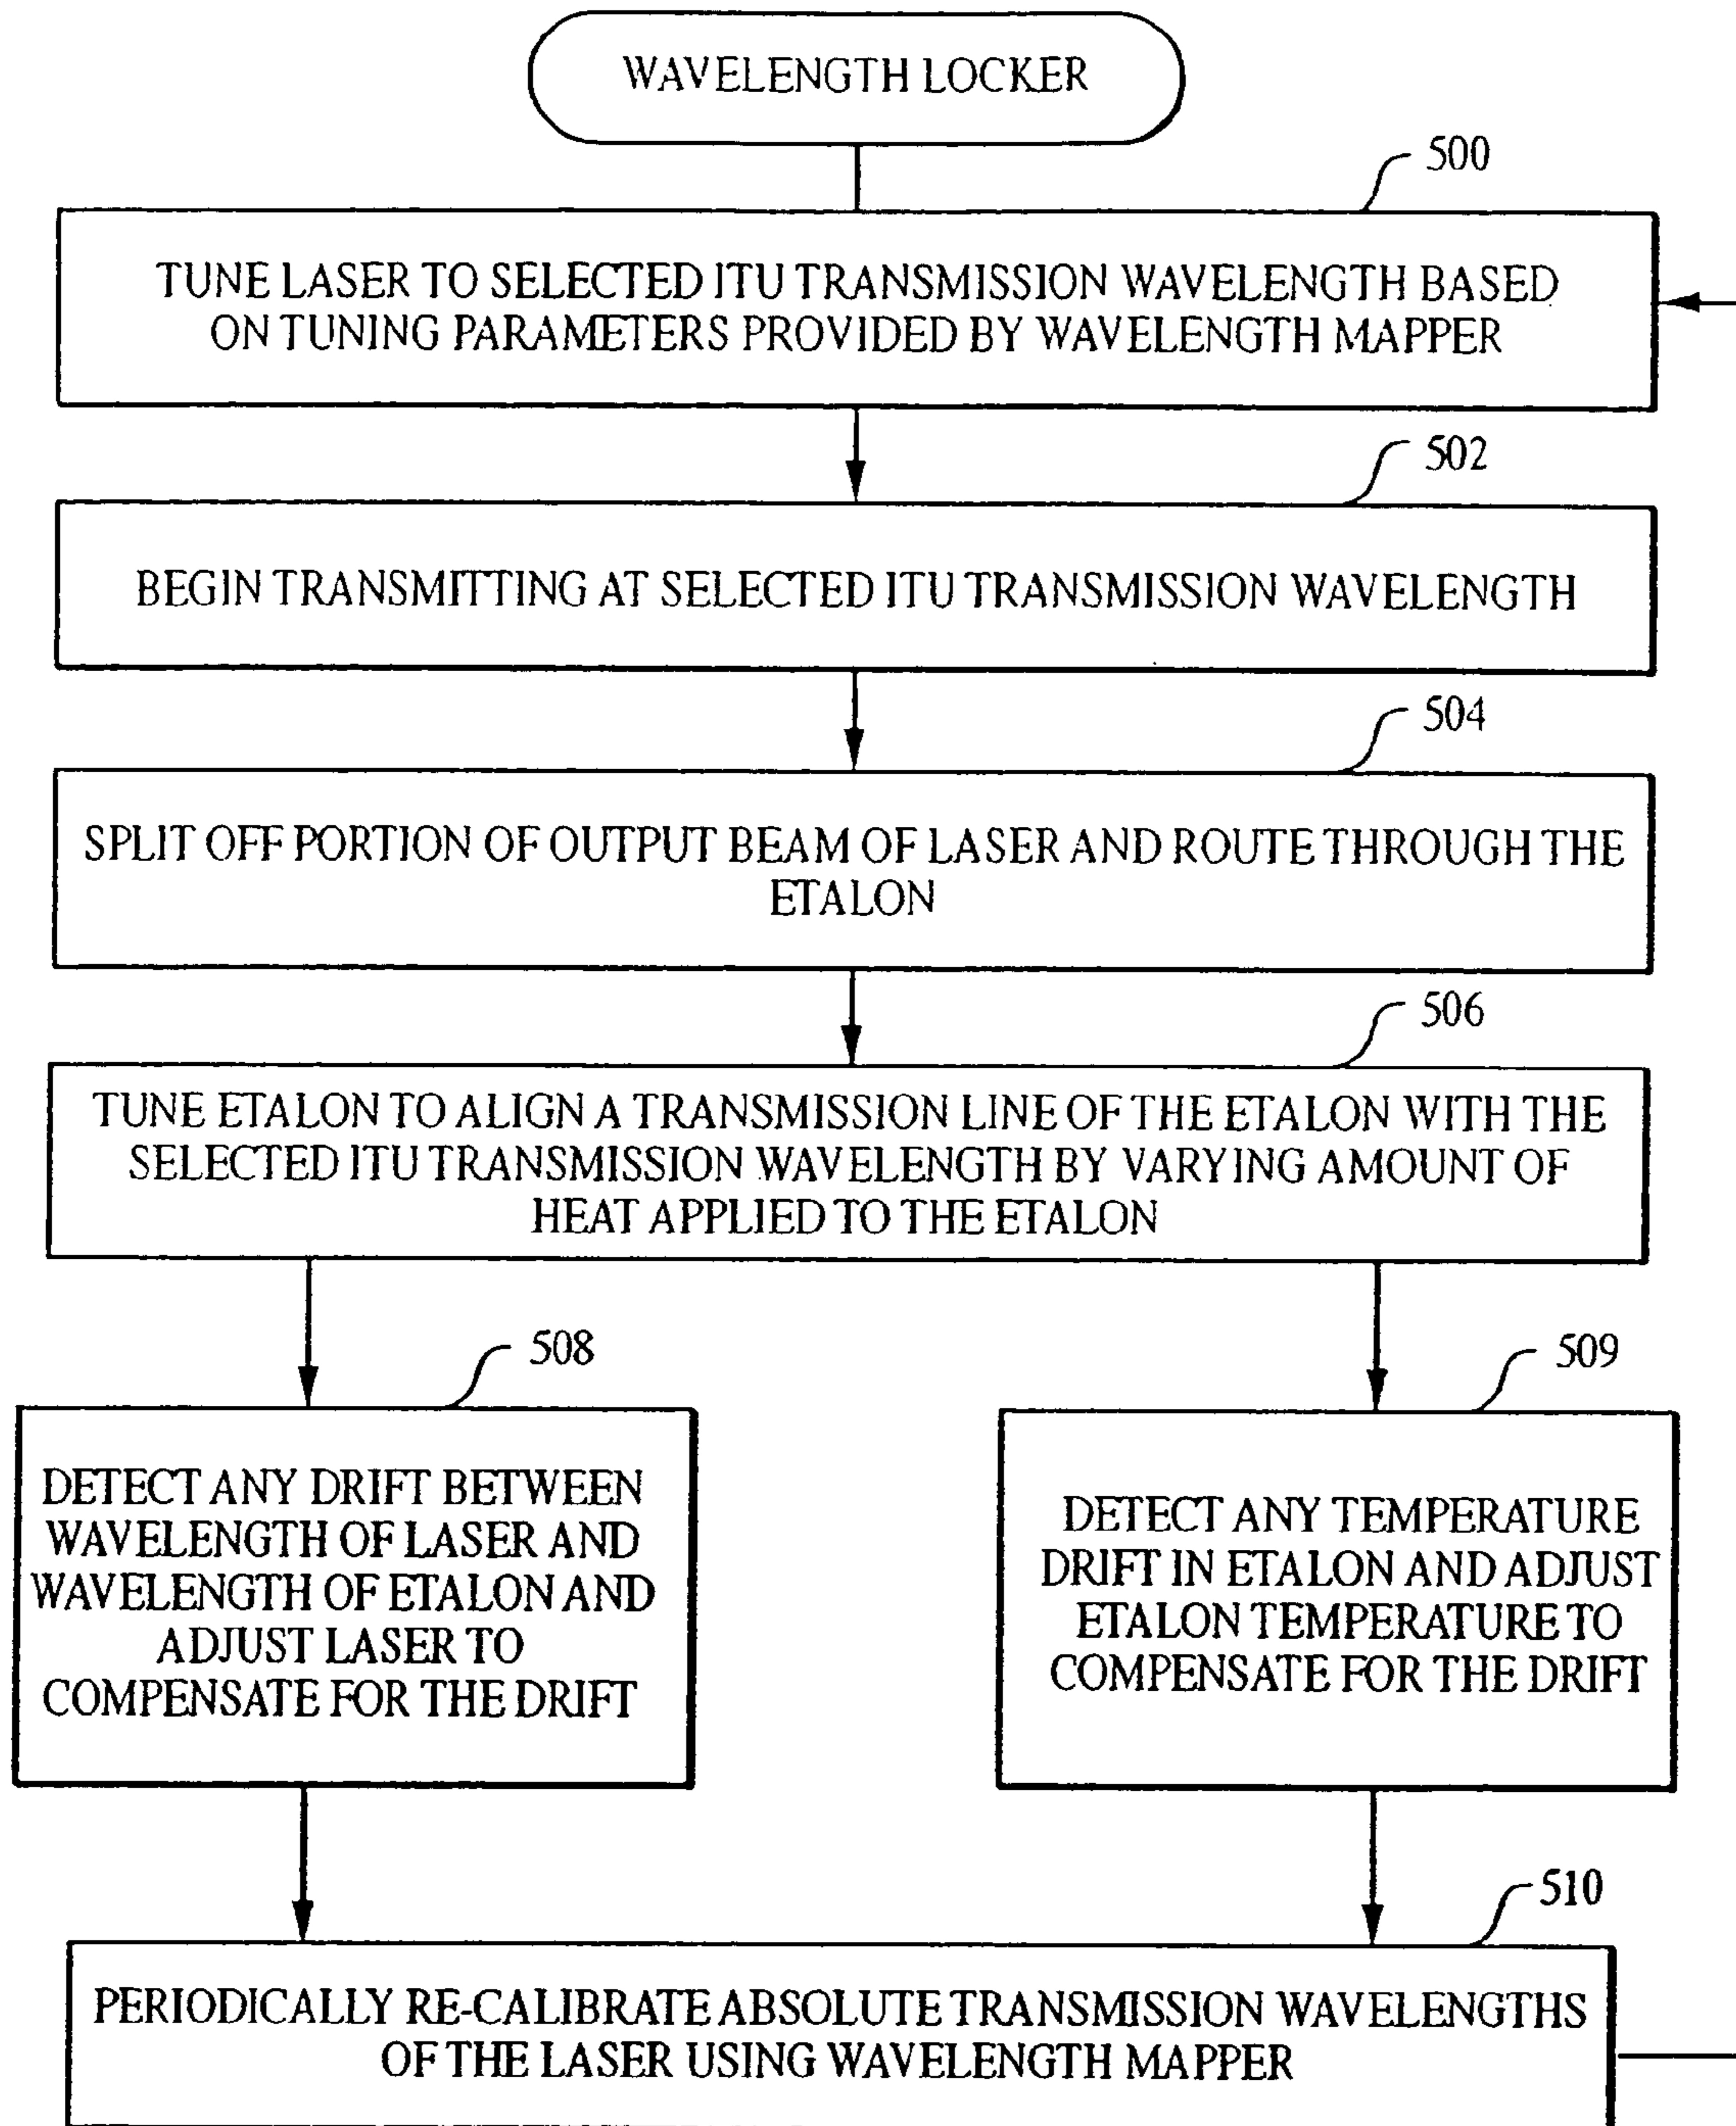 WAVELENGTH LOCKER
500
TUNE LASER TO SELECTED ITU TRANSMISSION WAVELENGTH BASED
ON TUNING PARAMETERS PROVIDED BY WAVELENGTH MAPPER
502
BEGIN TRANSMITTING AT SELECTED ITU TRANSMISSION WAVELENGTH
504
SPLIT OFF PORTION OF OUTPUT BEAM OF LASER AND ROUTE THROUGH THE
ETALON
506
TUNE ETALON TO ALIGN A TRANSMISSION LINE OF THE ETALON WITH THE
SELECTED ITU TRANSMISSION WAVELENGTH BY VARYING AMOUNT OF
HEAT APPLIED TO THE ETALON
508
DETECT ANY DRIFT BETWEEN
WAVELENGTH OF LASER AND
WAVELENGTH OF ETALON AND
ADJUST LASER TO
COMPENSATE FOR THE DRIFT
509
DETECT ANY TEMPERATURE
DRIFT IN ETALON AND ADJUST
ETALON TEMPERATURE TO
COMPENSATE FOR THE DRIFT
510
PERIODICALLY RE-CALIBRATE ABSOLUTE TRANSMISSION WAVELENGTHS
OF THE LASER USING WAVELENGTH MAPPER